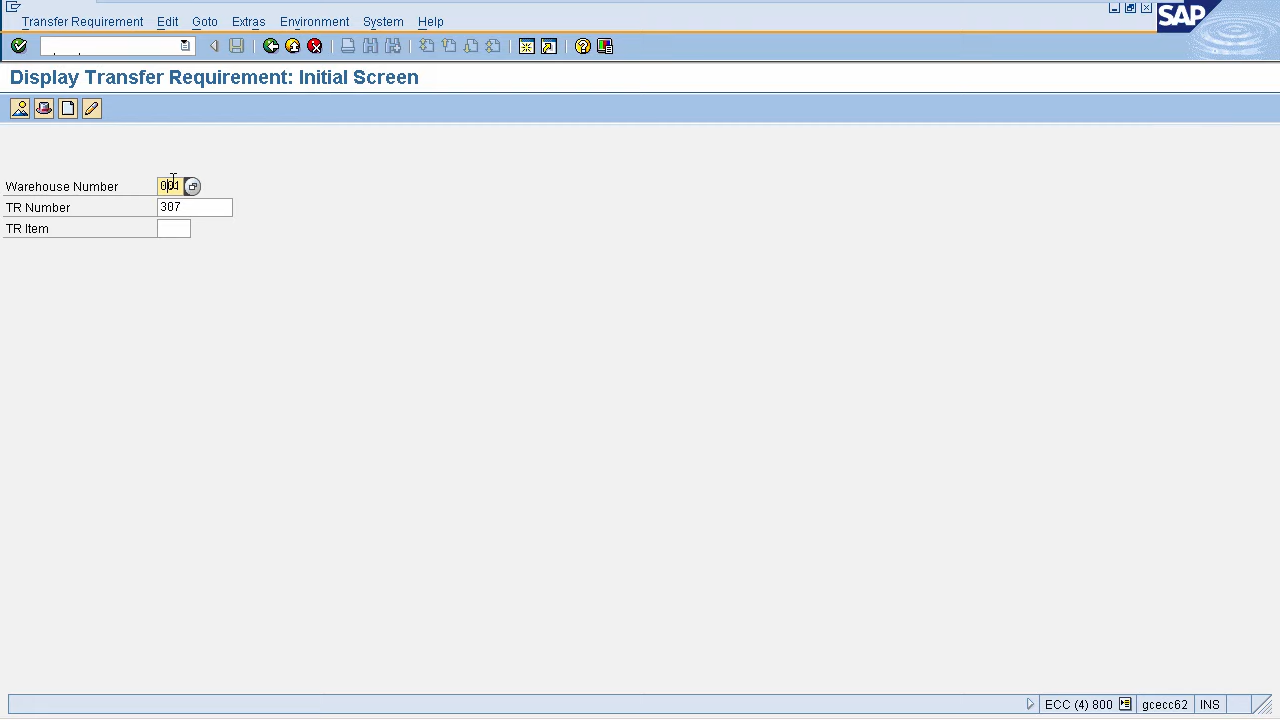 Transfer Requirement Edit Goto Extras Environment System Help
SAP
Display Transfer Requirement: Initial Screen
Warehouse Number 001
TR Number 307
TR Item
ECC (4) 800 gcecc62 INS